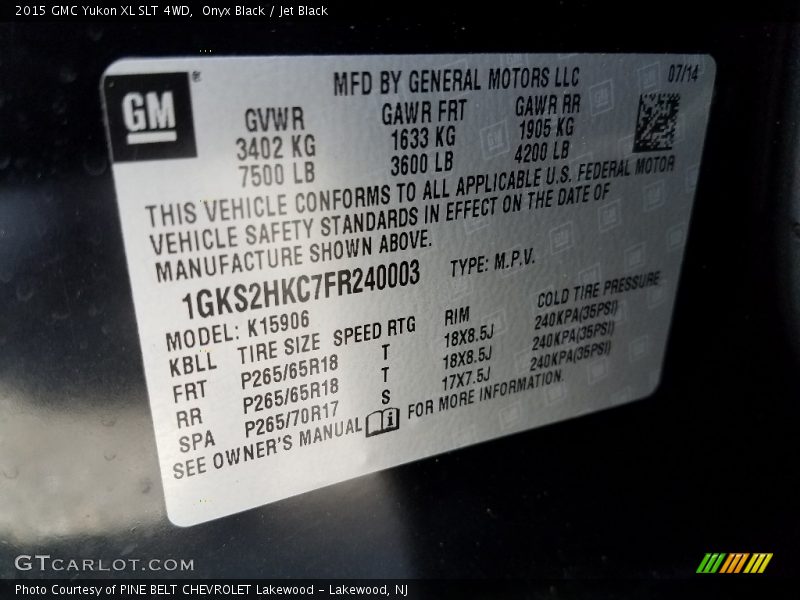 2015 GMC Yukon XL SLT 4WD,  Onyx Black / Jet Black
GM®
MFD BY GENERAL MOTORS LLC
07/14
GVWR GAWR FRT GAWR RR
3402 KG 1633 KG 1905 KG
7500 LB 3600 LB 4200 LB
THIS VEHICLE CONFORMS TO ALL APPLICABLE U.S. FEDERAL MOTOR
VEHICLE SAFETY STANDARDS IN EFFECT ON THE DATE OF
MANUFACTURE SHOWN ABOVE.
1GKS2HKC7FR240003 TYPE: M.P.V.
MODEL: K15906
KBLL TIRE SIZE SPEED RTG RIM COLD TIRE PRESSURE
FRT P265/65R18 T 18X8.5J 240KPA(35PSI)
RR P265/65R18 T 18X8.5J 240KPA(35PSI)
SPA P265/70R17 S 17X7.5J 240KPA(35PSI)
SEE OWNER'S MANUAL i FOR MORE INFORMATION.
GTCARLOT.COM
Photo Courtesy of PINE BELT CHEVROLET Lakewood - Lakewood, NJ